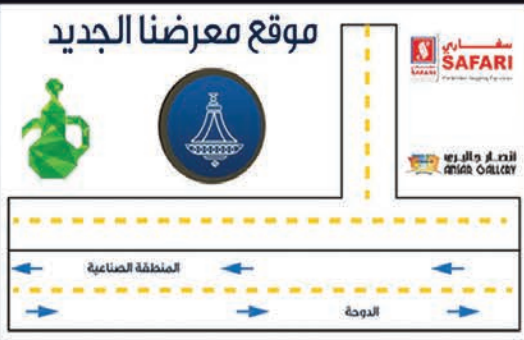 موقع معرضنا الجديد
سفاري
SAFARI
انصار جاليري
ANSAR GALLERY
المنطقة الصناعية
الدوحة